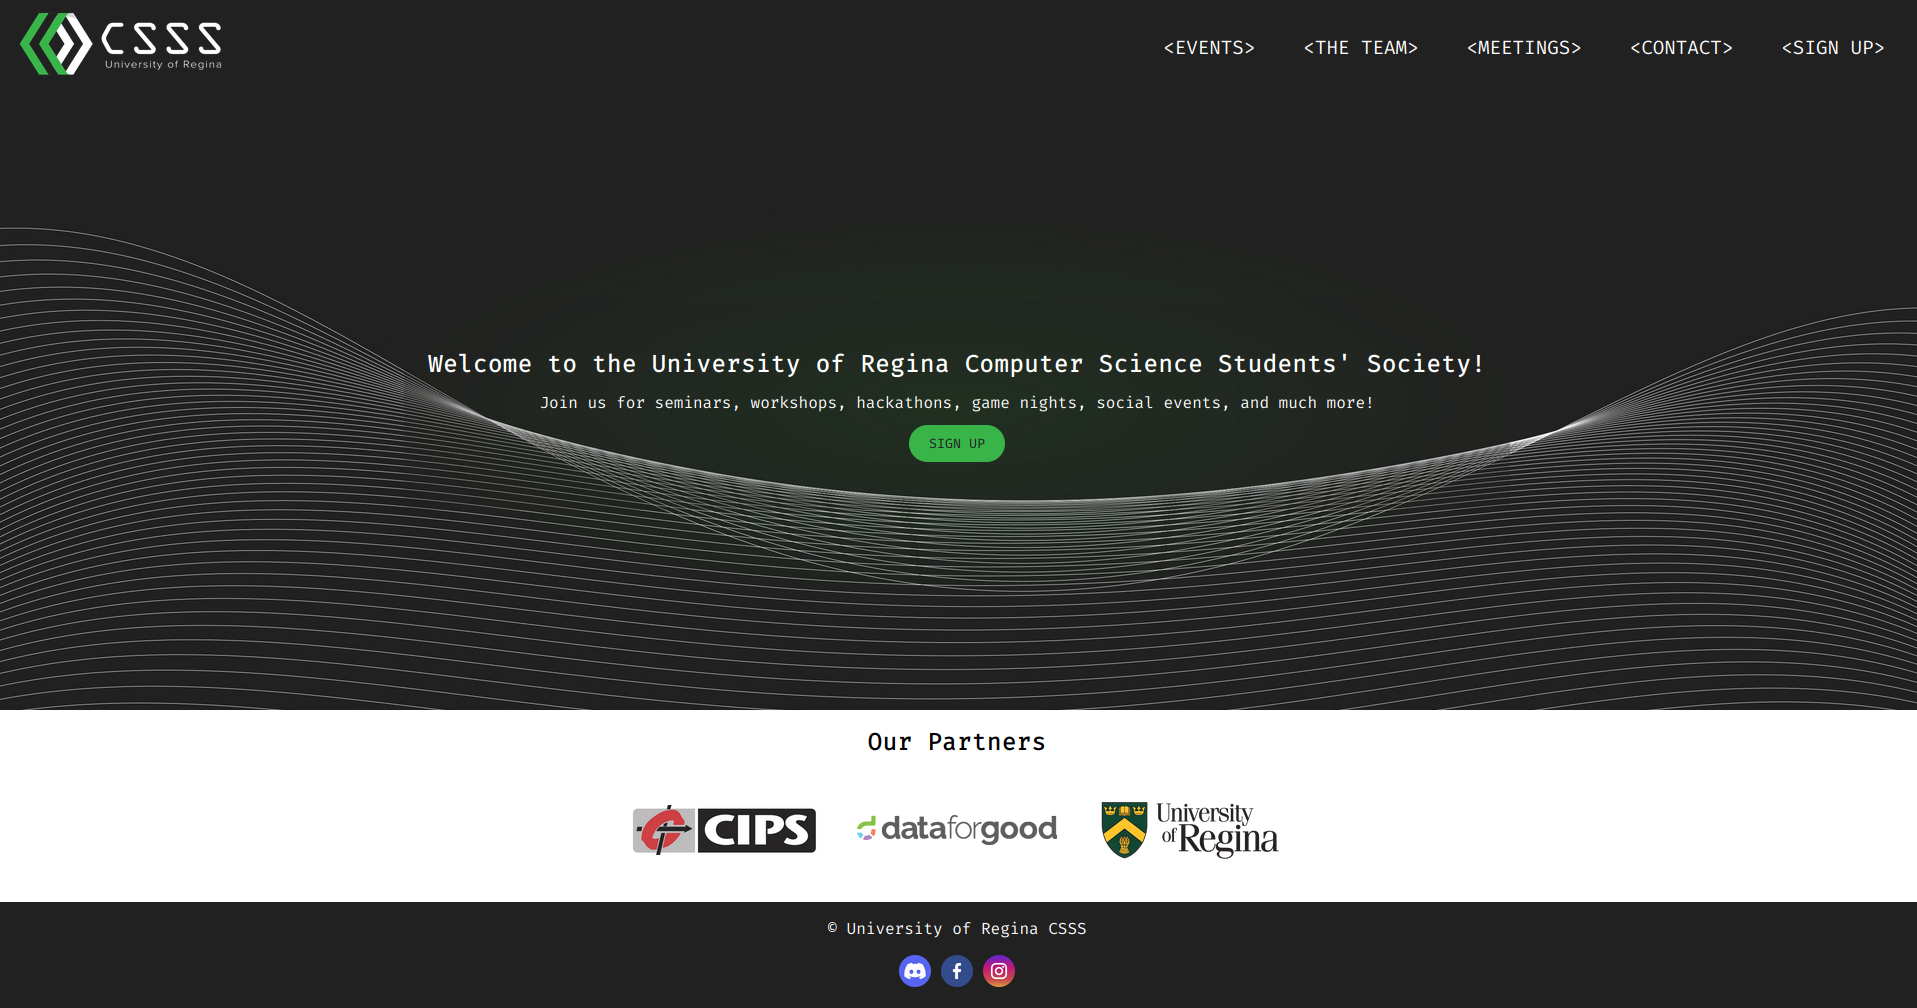 CSSS
University of Regina
<EVENTS> <THE TEAM> <MEETINGS> <CONTACT> <SIGN UP>
Welcome to the University of Regina Computer Science Students' Society!
Join us for seminars, workshops, hackathons, game nights, social events, and much more!
SIGN UP
Our Partners
CIPS
dataforgood
University
of Regina
© University of Regina CSSS